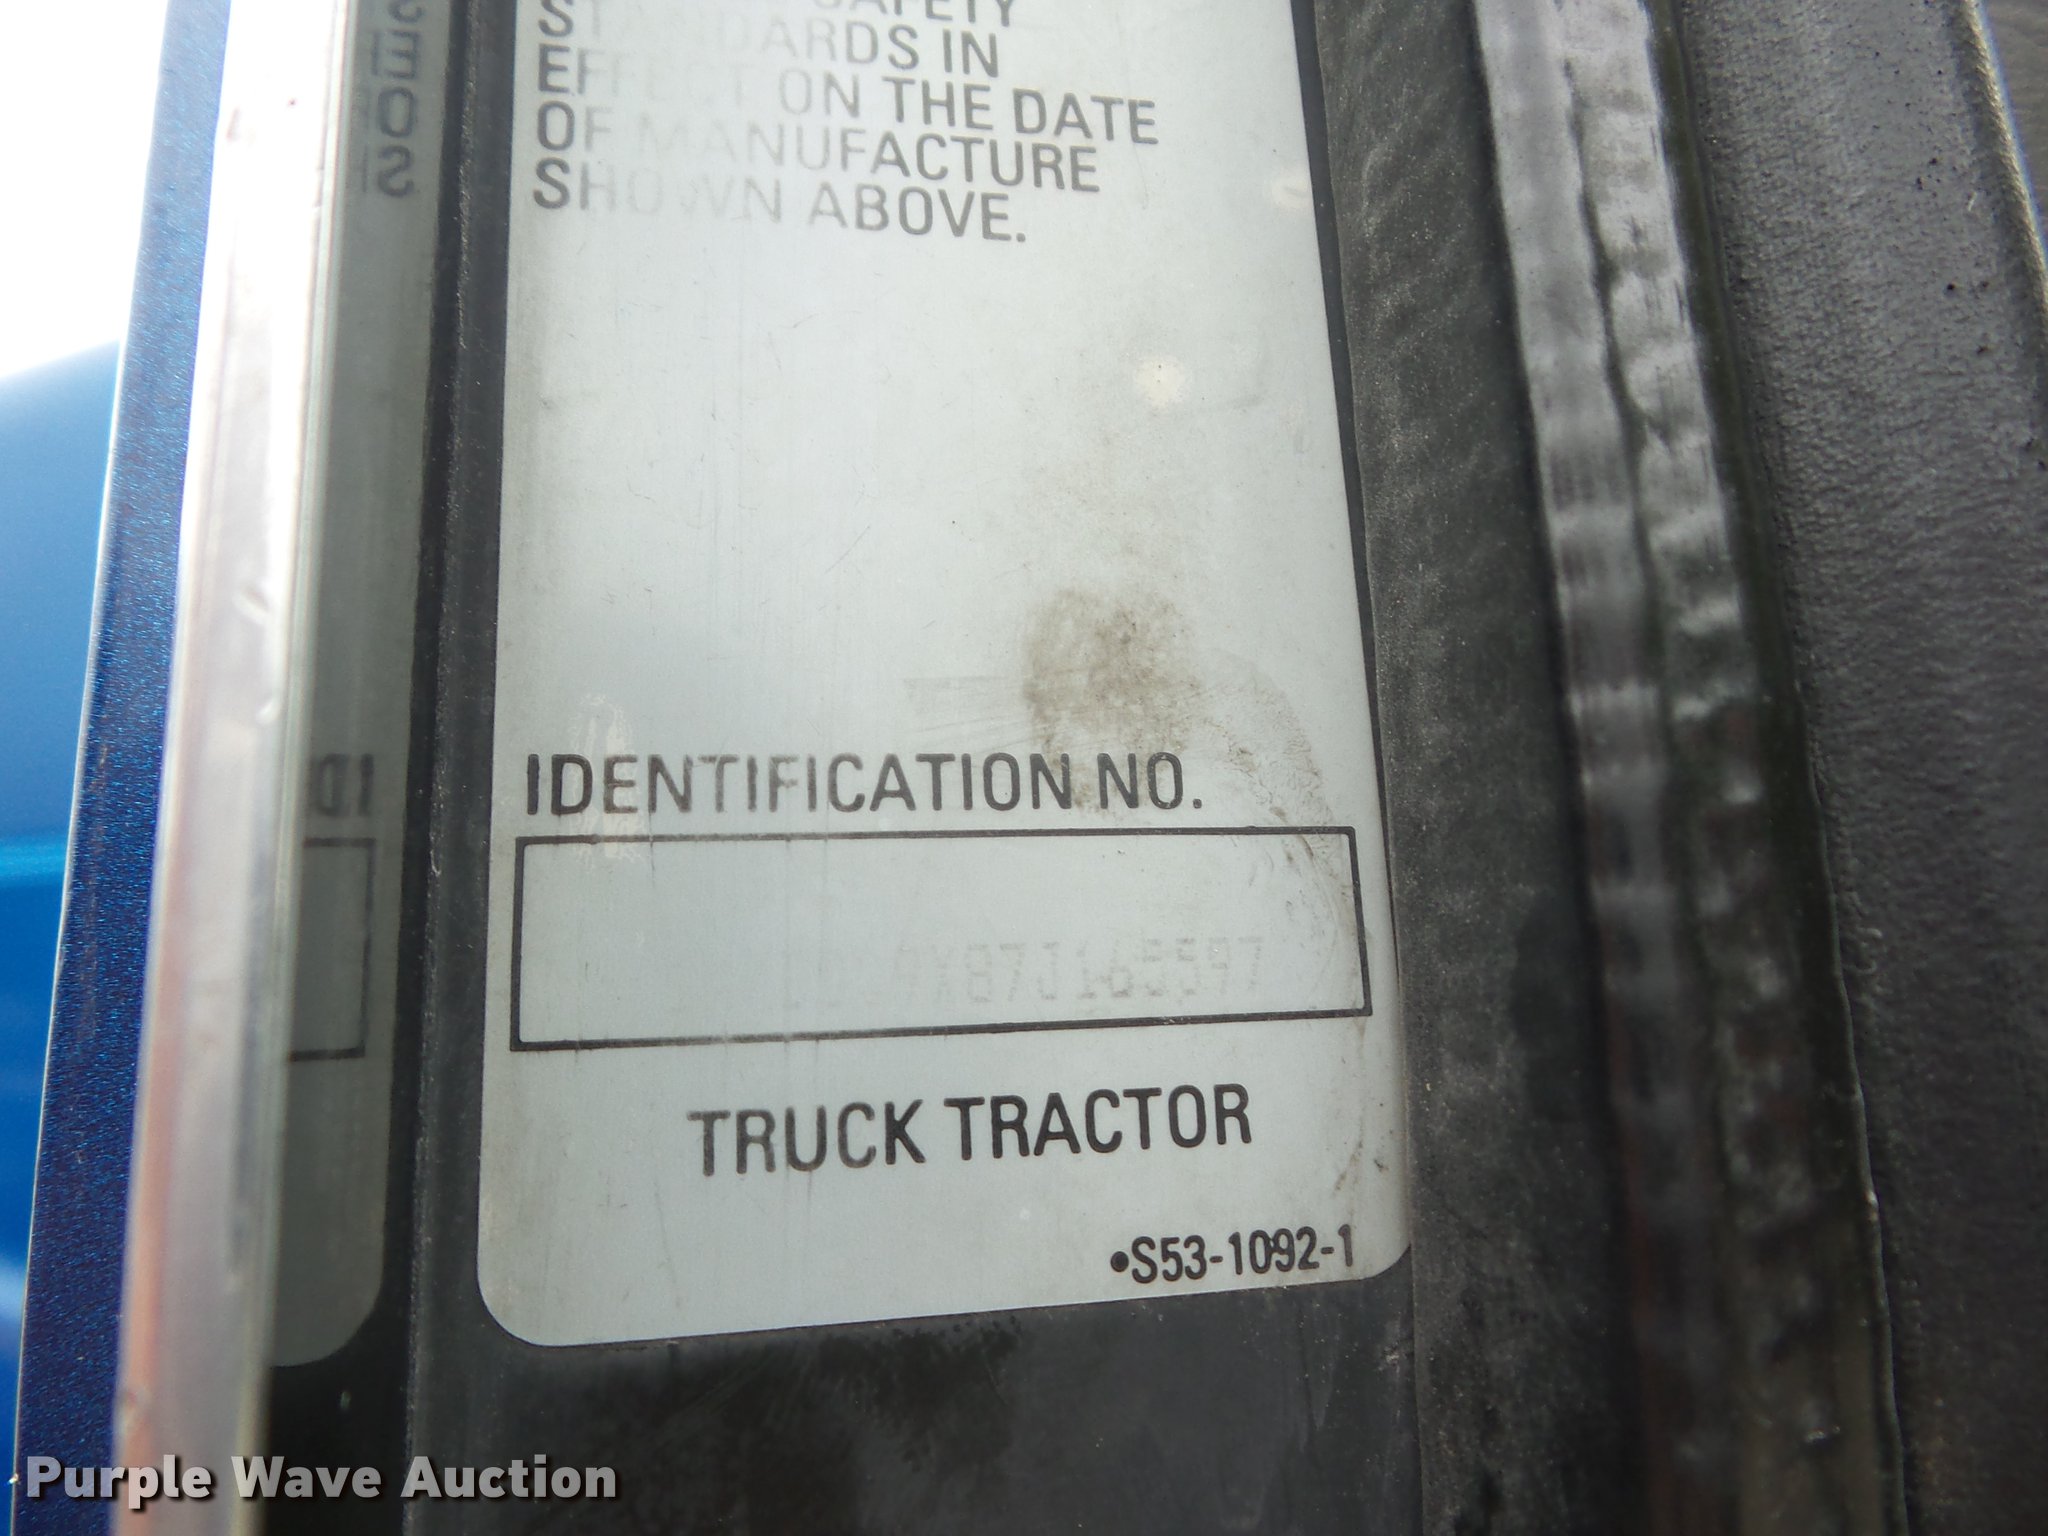 SAFETY
STANDARDS IN
EFFECT ON THE DATE
OF MANUFACTURE
SHOWN ABOVE.
IDENTIFICATION NO.
TRUCK TRACTOR
•S53-1092-1
Purple Wave Auction